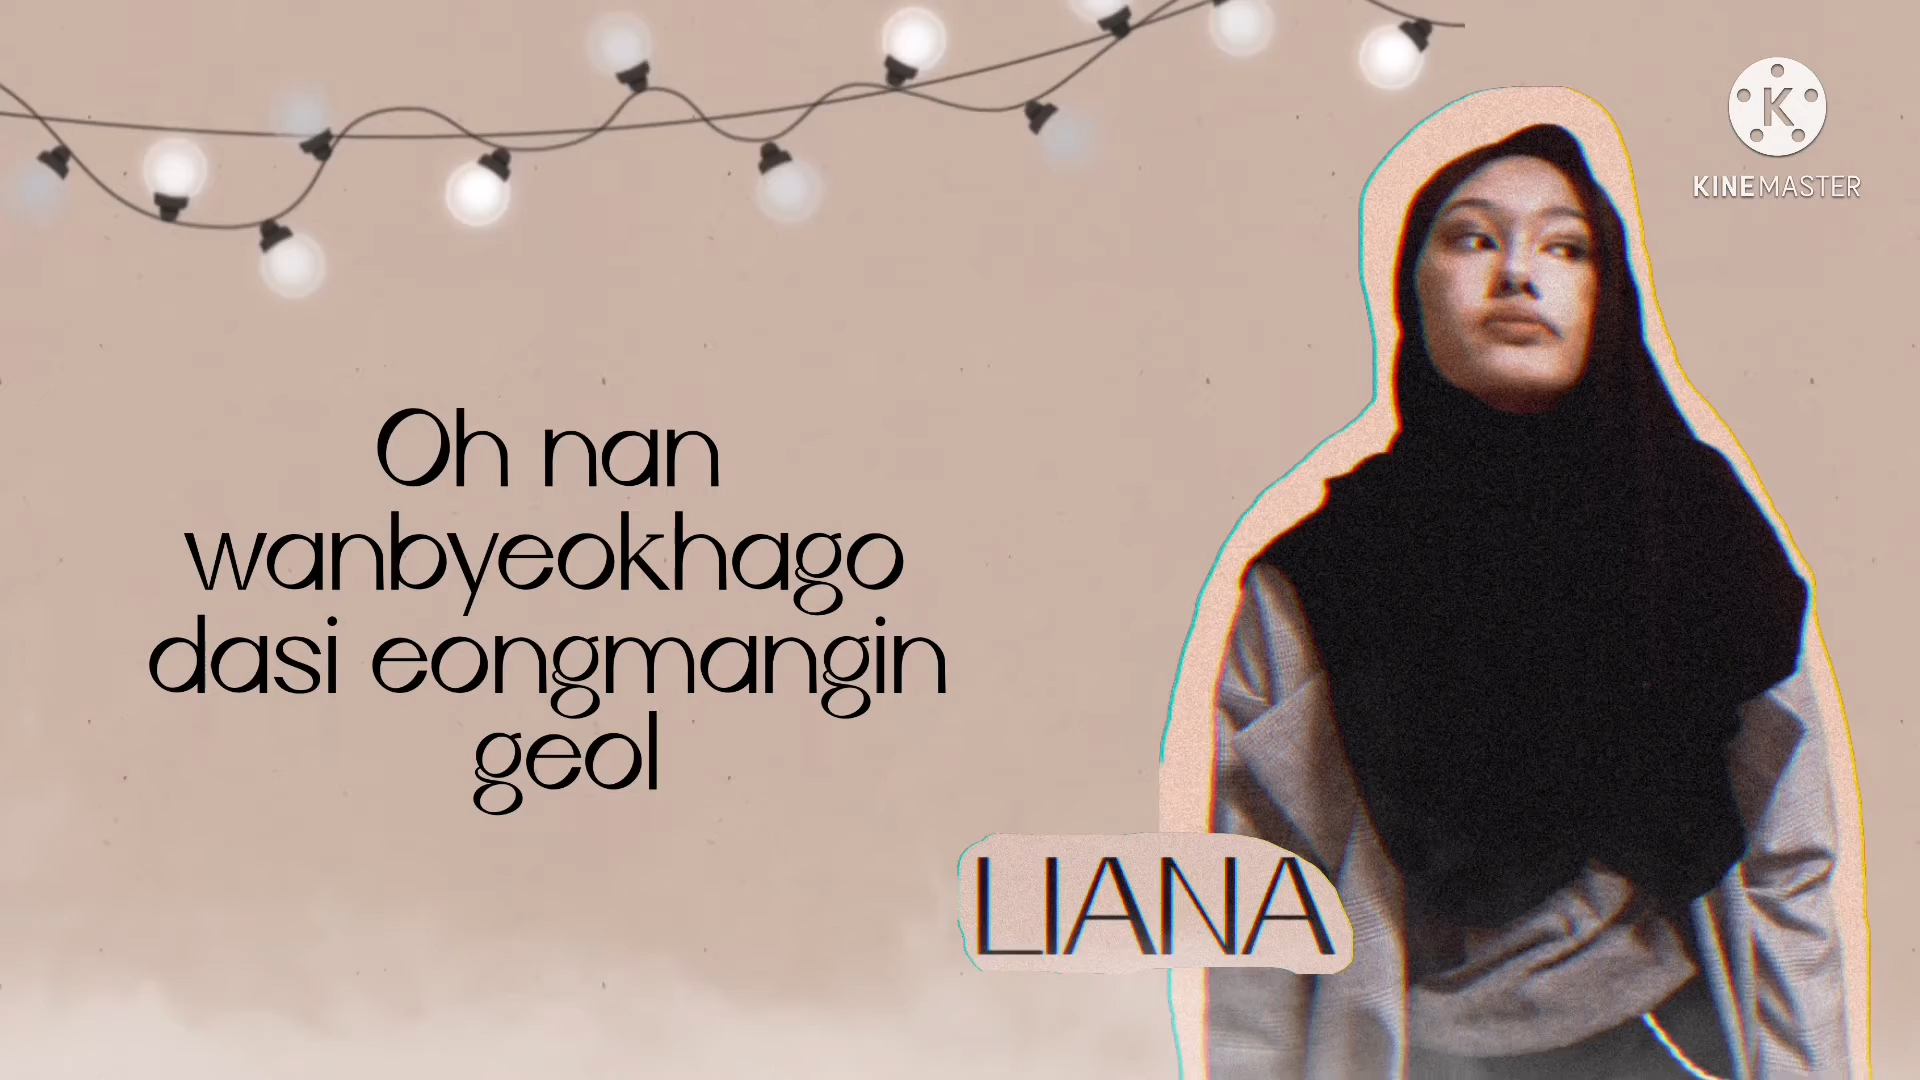 K
KINEMASTER
Oh nan
wanbyeokhago
dasi eongmangin
geol
LIANA